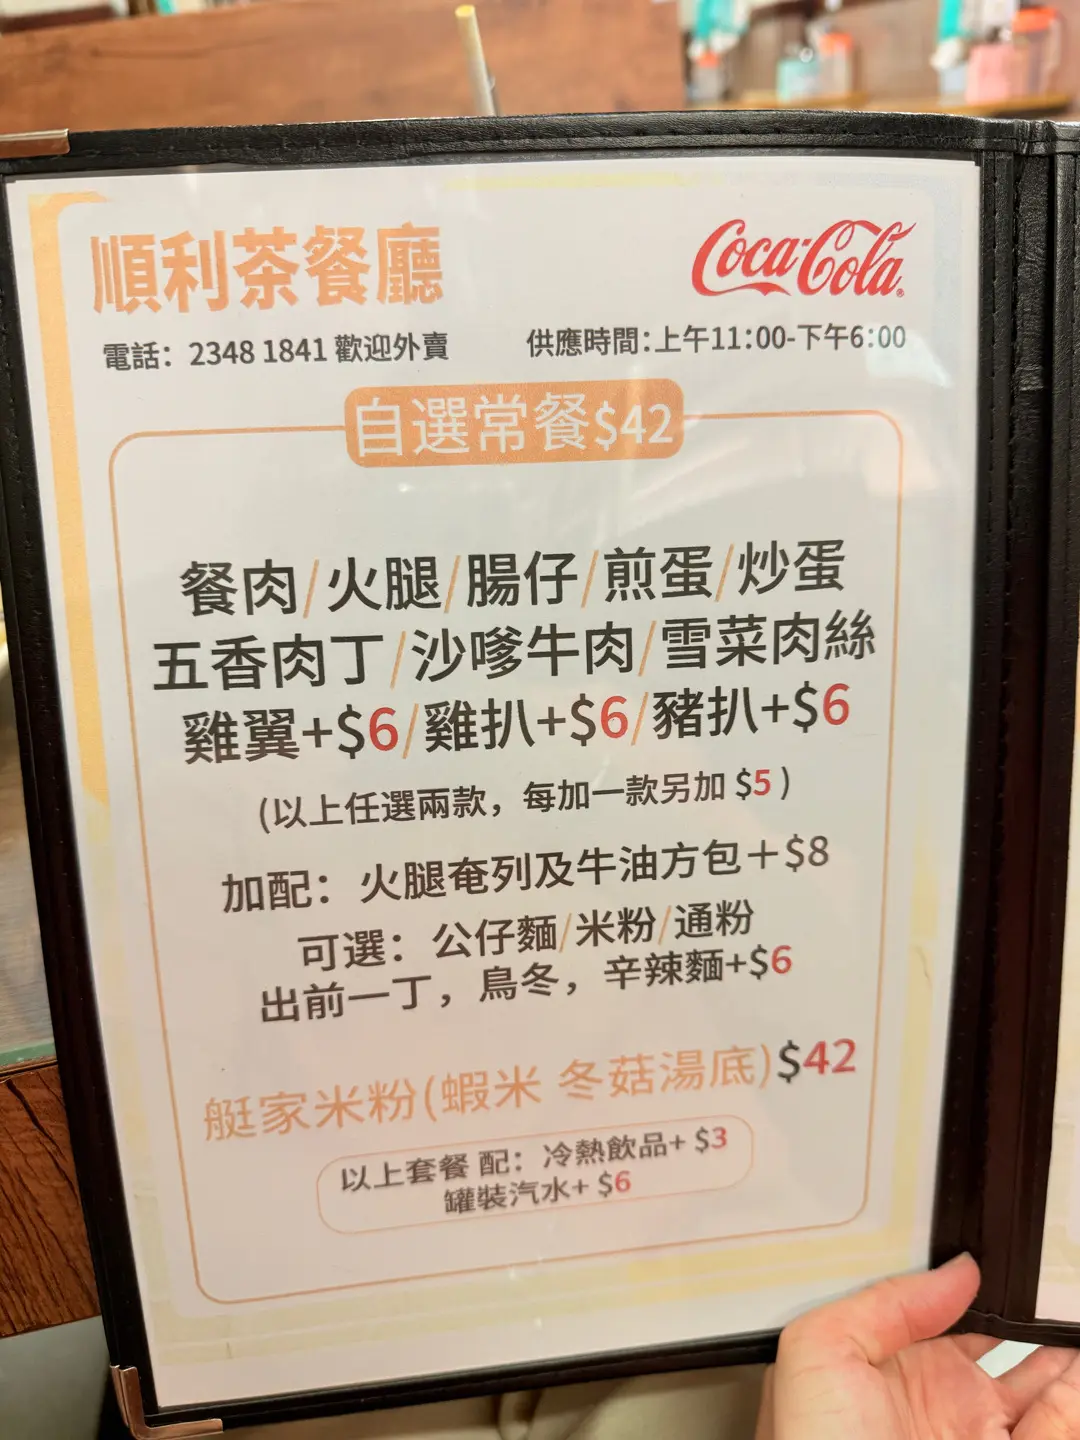 順利茶餐廳
Coca-Cola®
電話：2348 1841 歡迎外賣
供應時間：上午11:00-下午6:00
自選常餐$42
餐肉/火腿/腸仔/煎蛋/炒蛋
五香肉丁/沙嗲牛肉/雪菜肉絲
雞翼+$6/雞扒+$6/豬扒+$6
(以上任選兩款，每加一款另加 $5 )
加配：火腿奄列及牛油方包＋$8
可選：公仔麵/米粉/通粉
出前一丁，鳥冬，辛辣麵+$6
艇家米粉(蝦米 冬菇湯底)$42
以上套餐 配：冷熱飲品+ $3
罐裝汽水+ $6